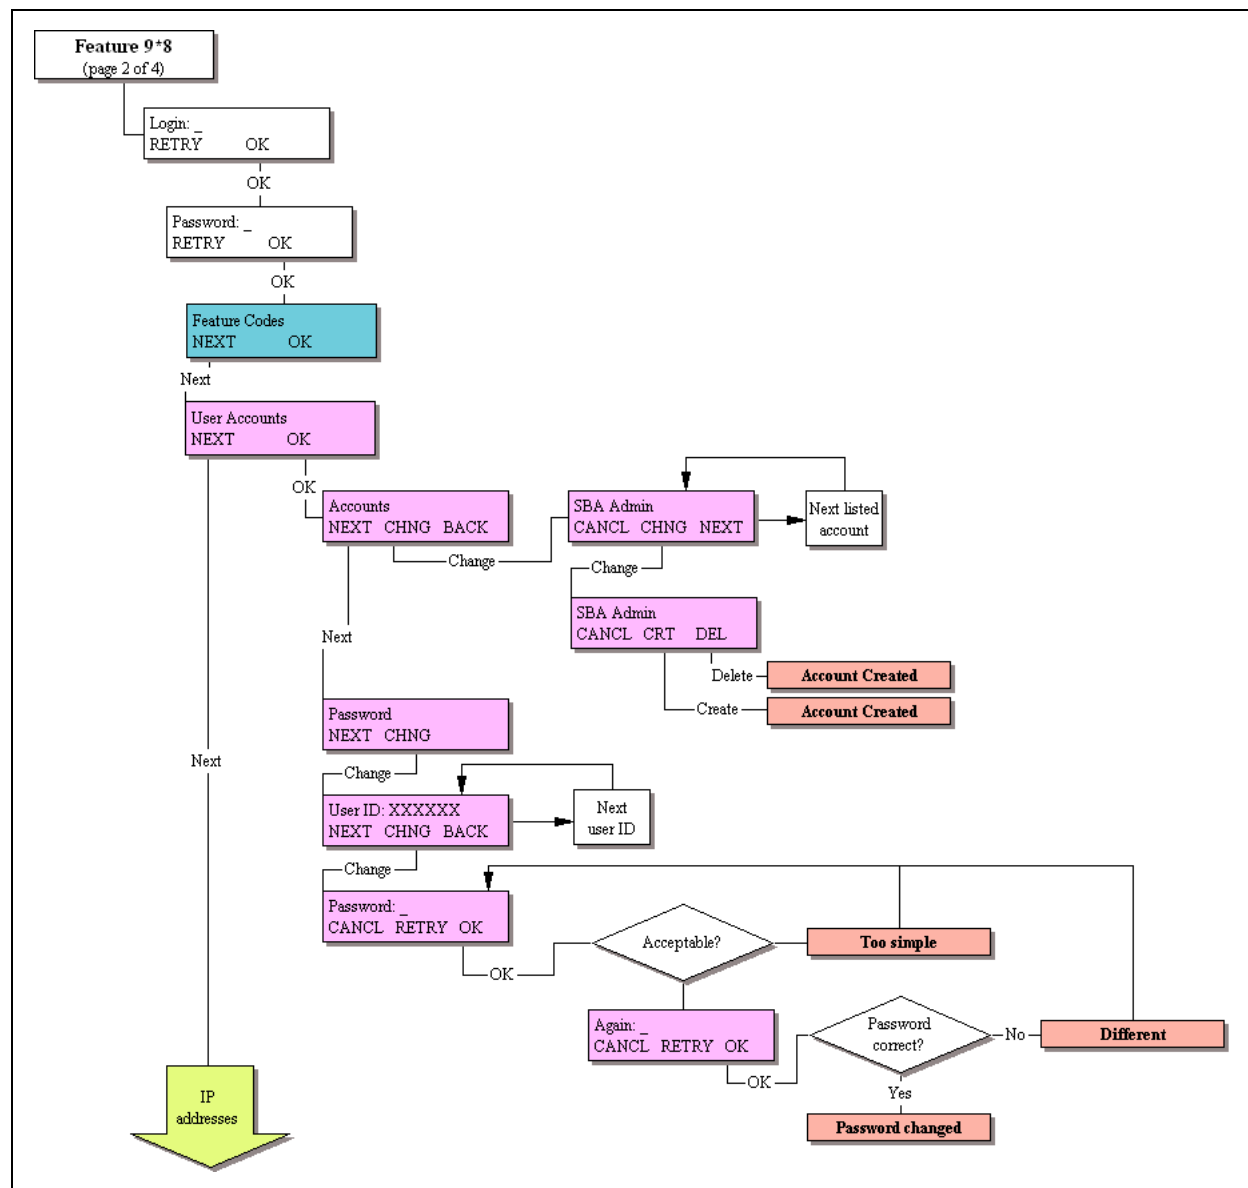 Feature 9*8
(page 2 of 4)
Login: _
RETRY OK
OK
Password: _
RETRY OK
OK
Feature Codes
NEXT OK
Next
User Accounts
NEXT OK
OK
Accounts
NEXT CHNG BACK
Change
SBA Admin
CANCL CHNG NEXT
Next listed
account
Change
SBA Admin
CANCL CRT DEL
Delete
Account Created
Create
Account Created
Next
Password
NEXT CHNG
Change
Next
User ID: XXXXXX
NEXT CHNG BACK
Next
user ID
Change
Password: _
CANCL RETRY OK
OK
Acceptable?
Too simple
Again: _
CANCL RETRY OK
OK
Password
correct?
No
Different
Yes
Password changed
IP
addresses